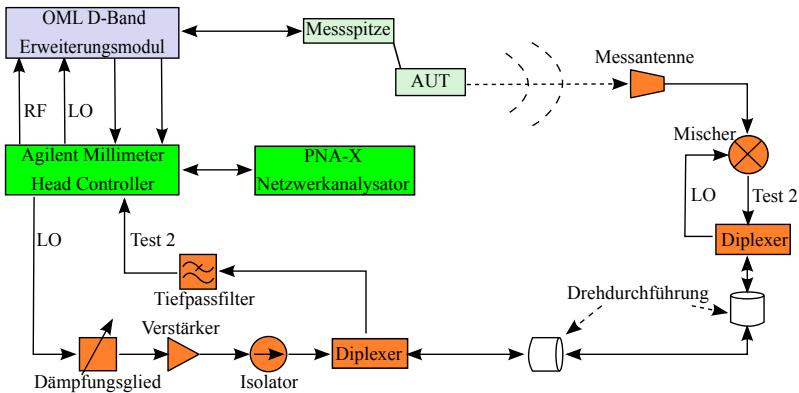 OML D-Band
Erweiterungsmodul
Messspitze
AUT
Messantenne
RF
LO
Mischer
Agilent Millimeter
Head Controller
PNA-X
Netzwerkanalysator
LO
Test 2
Diplexer
LO
Test 2
Tiefpassfilter
Drehdurchführung
Verstärker
Dämpfungsglied
Isolator
Diplexer